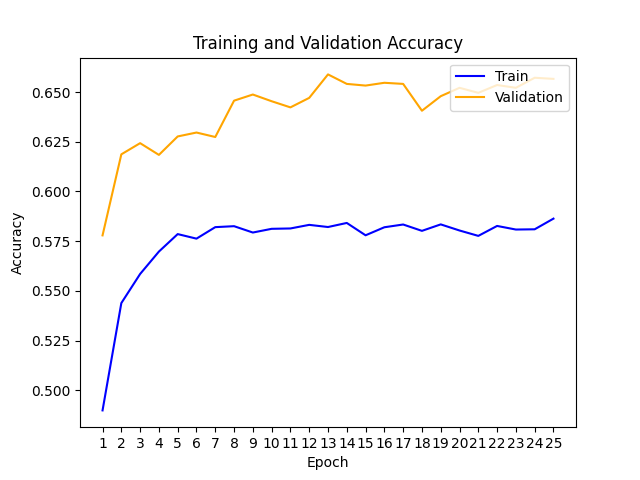 Training and Validation Accuracy
Train
Validation
0.650
0.625
0.600
0.575
0.550
0.525
0.500
Accuracy
1 2 3 4 5 6 7 8 9 10 11 12 13 14 15 16 17 18 19 20 21 22 23 24 25
Epoch